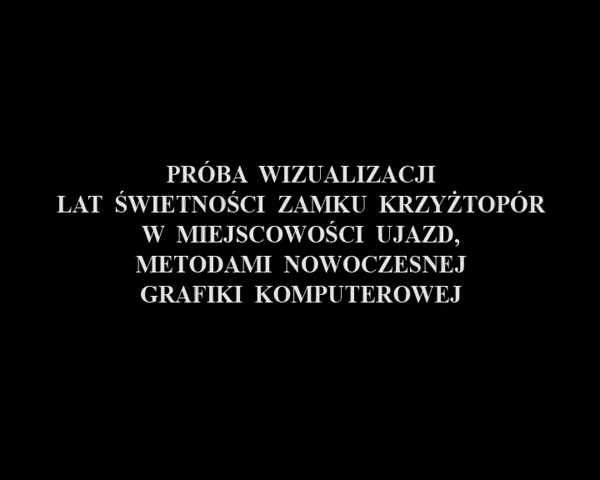 PRÓBA WIZUALIZACJI
LAT ŚWIETNOŚCI ZAMKU KRZYŻTOPÓR
W MIEJSCOWOŚCI UJAZD,
METODAMI NOWOCZESNEJ
GRAFIKI KOMPUTEROWEJ